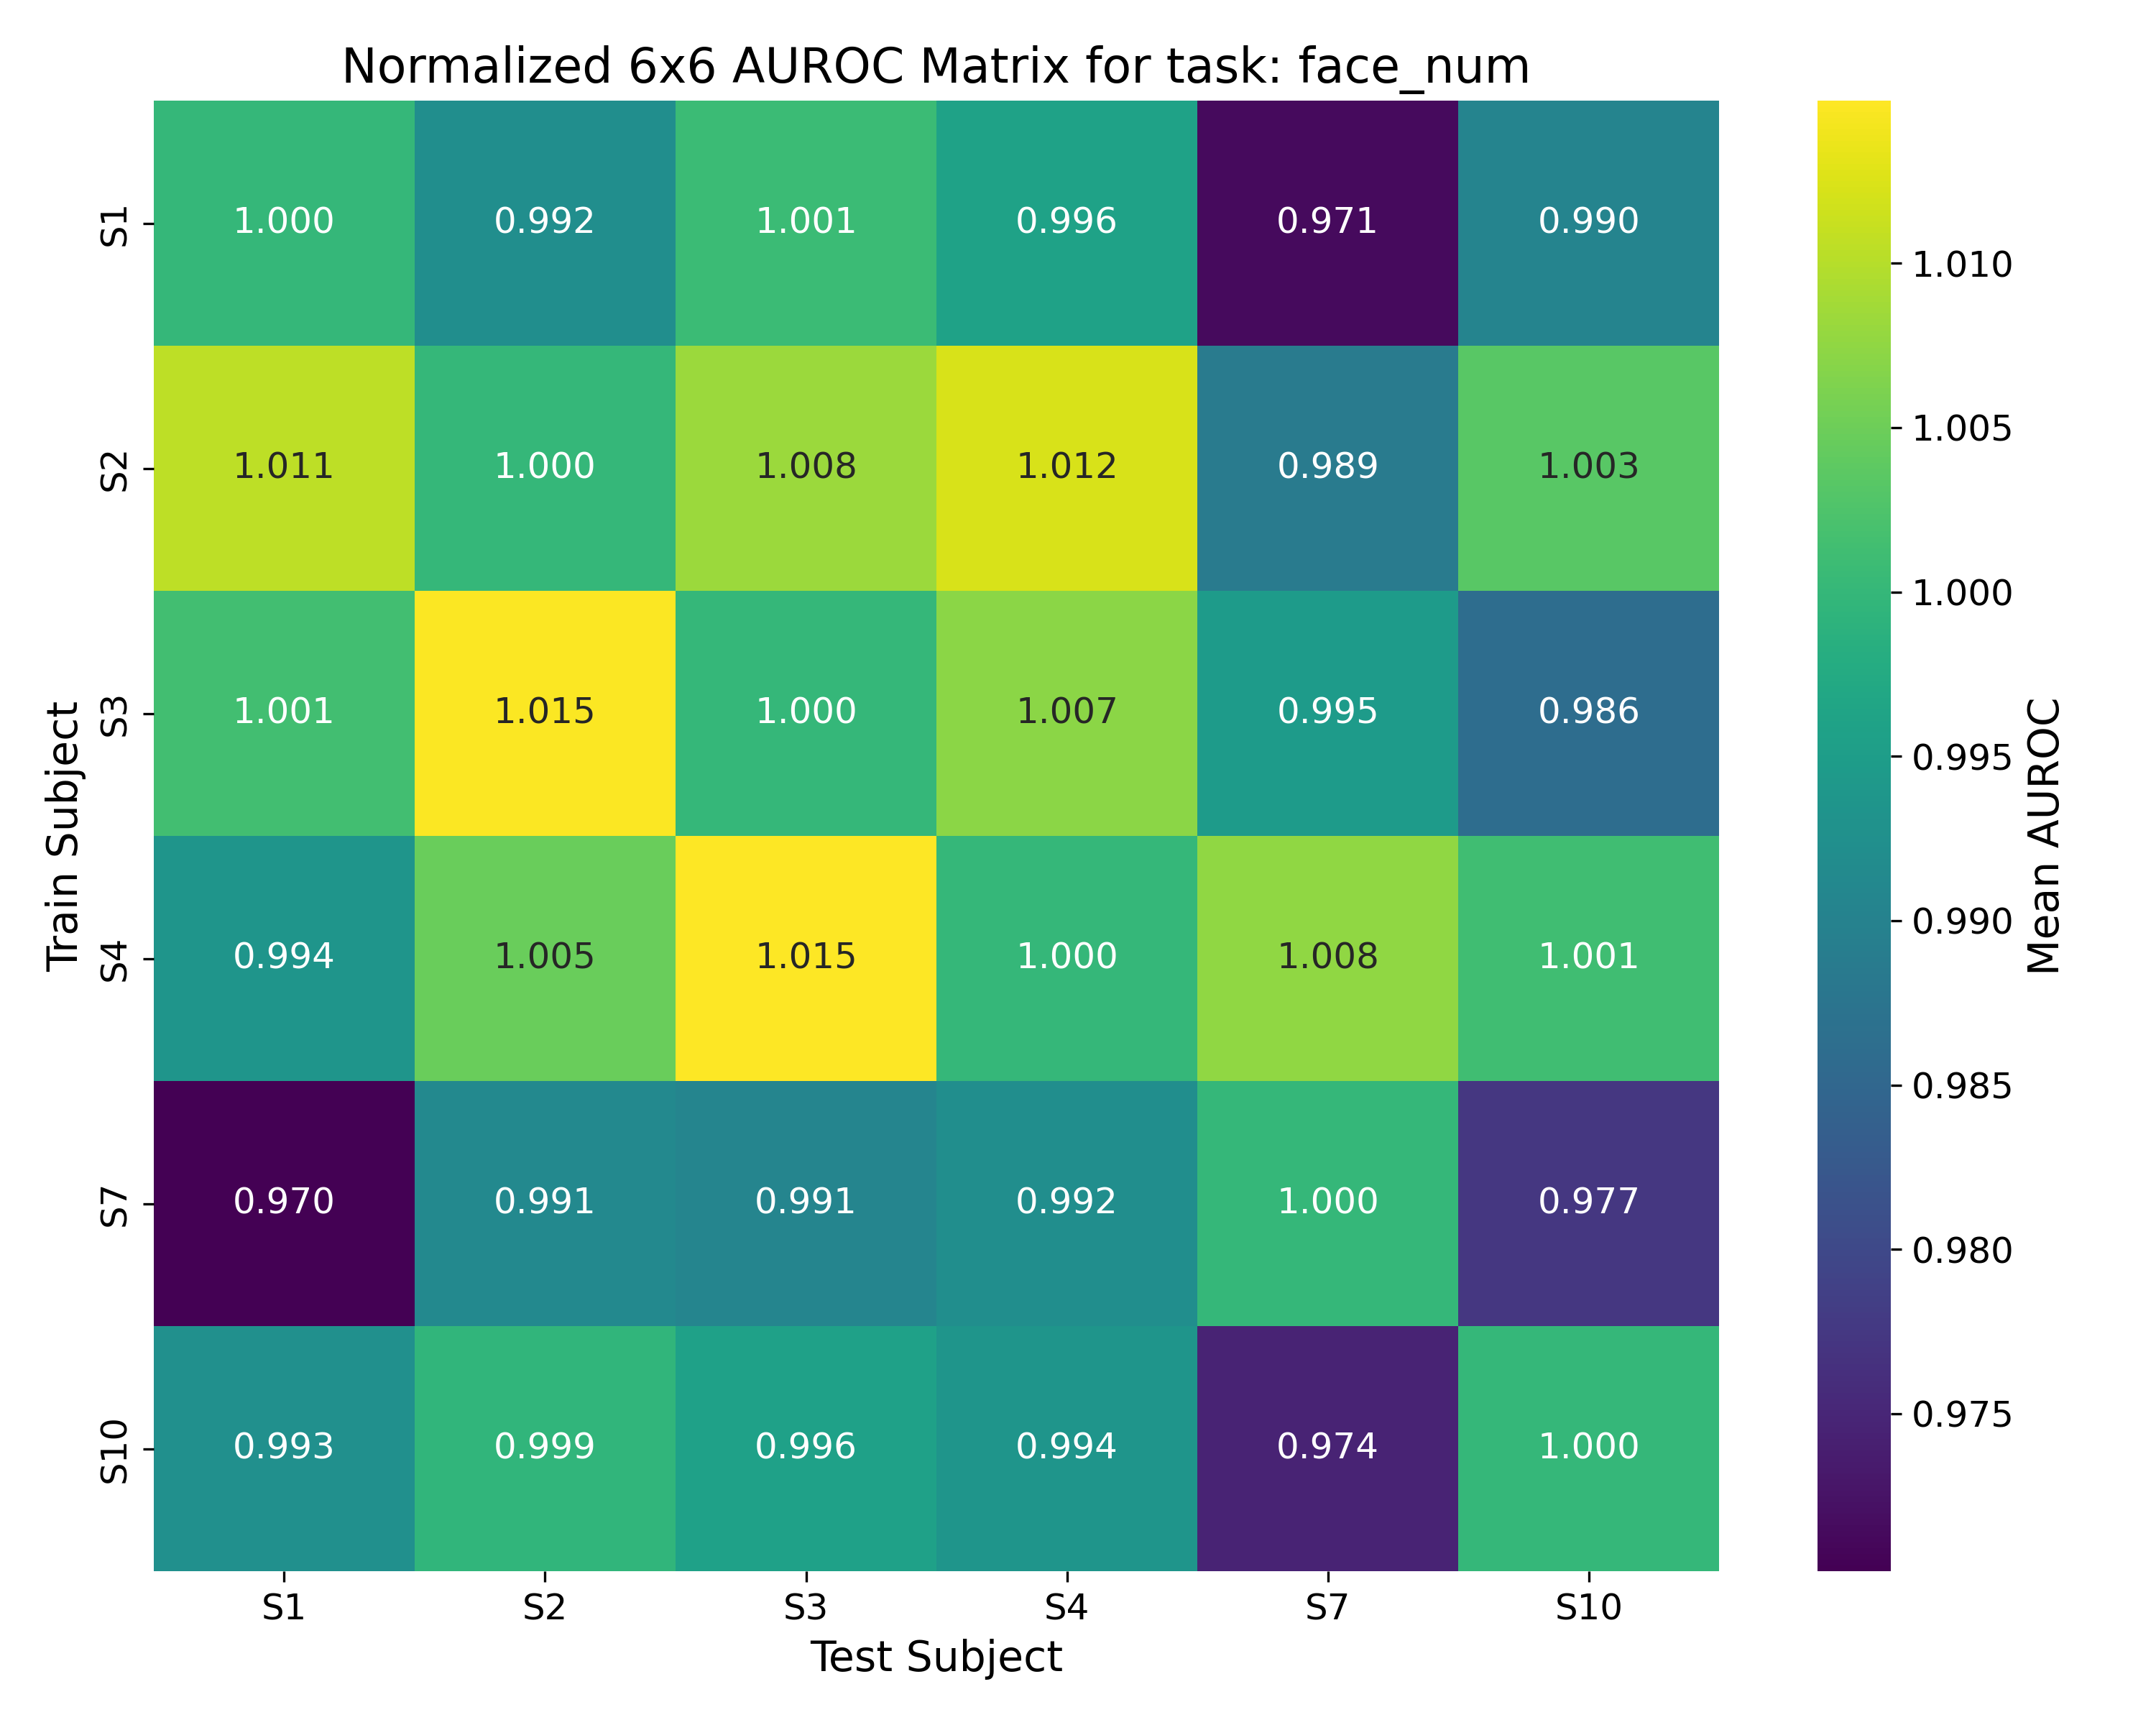 Normalized 6x6 AUROC Matrix for task: face_num
Train Subject
S1
1.000 0.992 1.001 0.996 0.971 0.990
S2
1.011 1.000 1.008 1.012 0.989 1.003
S3
1.001 1.015 1.000 1.007 0.995 0.986
S4
0.994 1.005 1.015 1.000 1.008 1.001
S7
0.970 0.991 0.991 0.992 1.000 0.977
S10
0.993 0.999 0.996 0.994 0.974 1.000
S1 S2 S3 S4 S7 S10
Test Subject
1.010
1.005
1.000
0.995
0.990
0.985
0.980
0.975
Mean AUROC